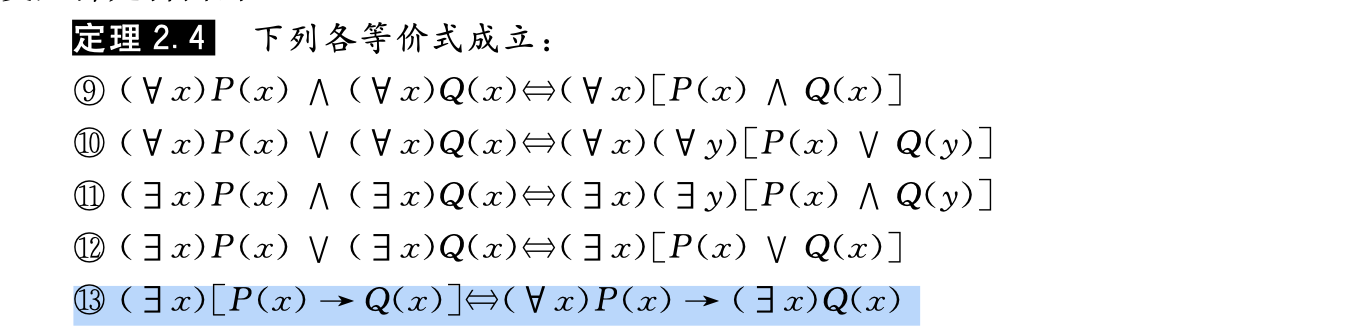 定理 2.4 下列各等价式成立：
⑨ (∀x)P(x) ∧ (∀x)Q(x)⇔(∀x)[P(x) ∧ Q(x)]
⑩ (∀x)P(x) ∨ (∀x)Q(x)⇔(∀x)(∀y)[P(x) ∨ Q(y)]
⑪ (∃x)P(x) ∧ (∃x)Q(x)⇔(∃x)(∃y)[P(x) ∧ Q(y)]
⑫ (∃x)P(x) ∨ (∃x)Q(x)⇔(∃x)[P(x) ∨ Q(x)]
⑬ (∃x)[P(x) → Q(x)]⇔(∀x)P(x) → (∃x)Q(x)